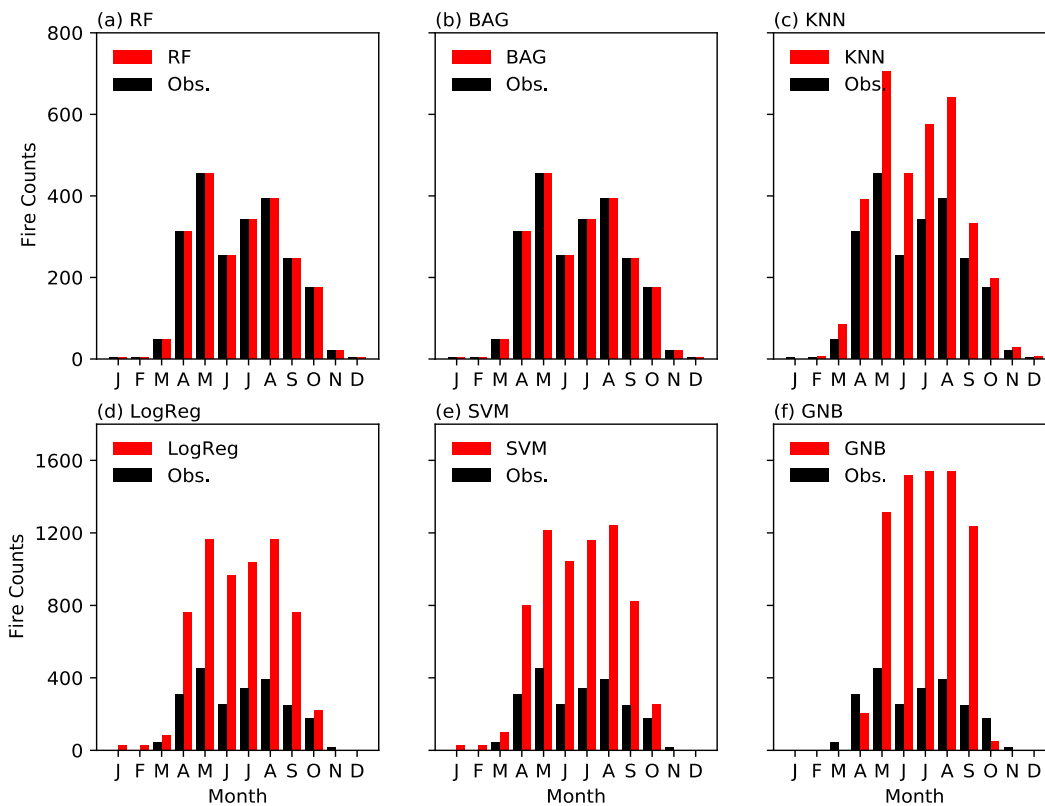 (a) RF
(b) BAG
(c) KNN
800
600
400
200
0
Fire Counts
RF
Obs.
BAG
Obs.
KNN
Obs.
J F M A M J J A S O N D
J F M A M J J A S O N D
J F M A M J J A S O N D
(d) LogReg
(e) SVM
(f) GNB
1600
1200
800
400
0
Fire Counts
LogReg
Obs.
SVM
Obs.
GNB
Obs.
J F M A M J J A S O N D
J F M A M J J A S O N D
J F M A M J J A S O N D
Month
Month
Month